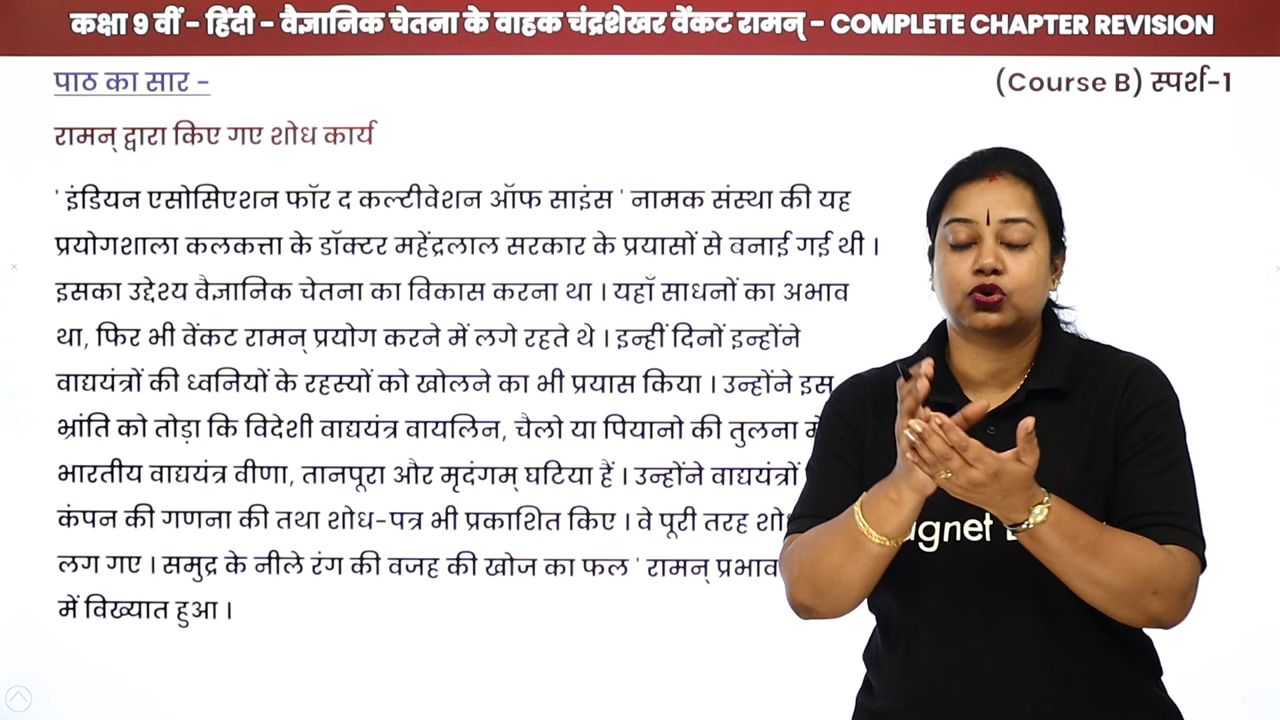 कक्षा 9 वीं - हिंदी - वैज्ञानिक चेतना के वाहक चंद्रशेखर वेंकट रामन् - COMPLETE CHAPTER REVISION
पाठ का सार -
(Course B) स्पर्श-1
रामन् द्वारा किए गए शोध कार्य
' इंडियन एसोसिएशन फॉर द कल्टीवेशन ऑफ साइंस ' नामक संस्था की यह
प्रयोगशाला कलकत्ता के डॉक्टर महेंद्रलाल सरकार के प्रयासों से बनाई गई थी ।
इसका उद्देश्य वैज्ञानिक चेतना का विकास करना था । यहाँ साधनों का अभाव
था, फिर भी वेंकट रामन् प्रयोग करने में लगे रहते थे । इन्हीं दिनों इन्होंने
वाद्ययंत्रों की ध्वनियों के रहस्यों को खोलने का भी प्रयास किया । उन्होंने इस
भ्रांति को तोड़ा कि विदेशी वाद्ययंत्र वायलिन, चैलो या पियानो की तुलना
भारतीय वाद्ययंत्र वीणा, तानपूरा और मृदंगम् घटिया हैं । उन्होंने वाद्ययंत्रों
कंपन की गणना की तथा शोध-पत्र भी प्रकाशित किए । वे पूरी तरह
लग गए । समुद्र के नीले रंग की वजह की खोज का फल ' रामन् प्रभाव
में विख्यात हुआ ।